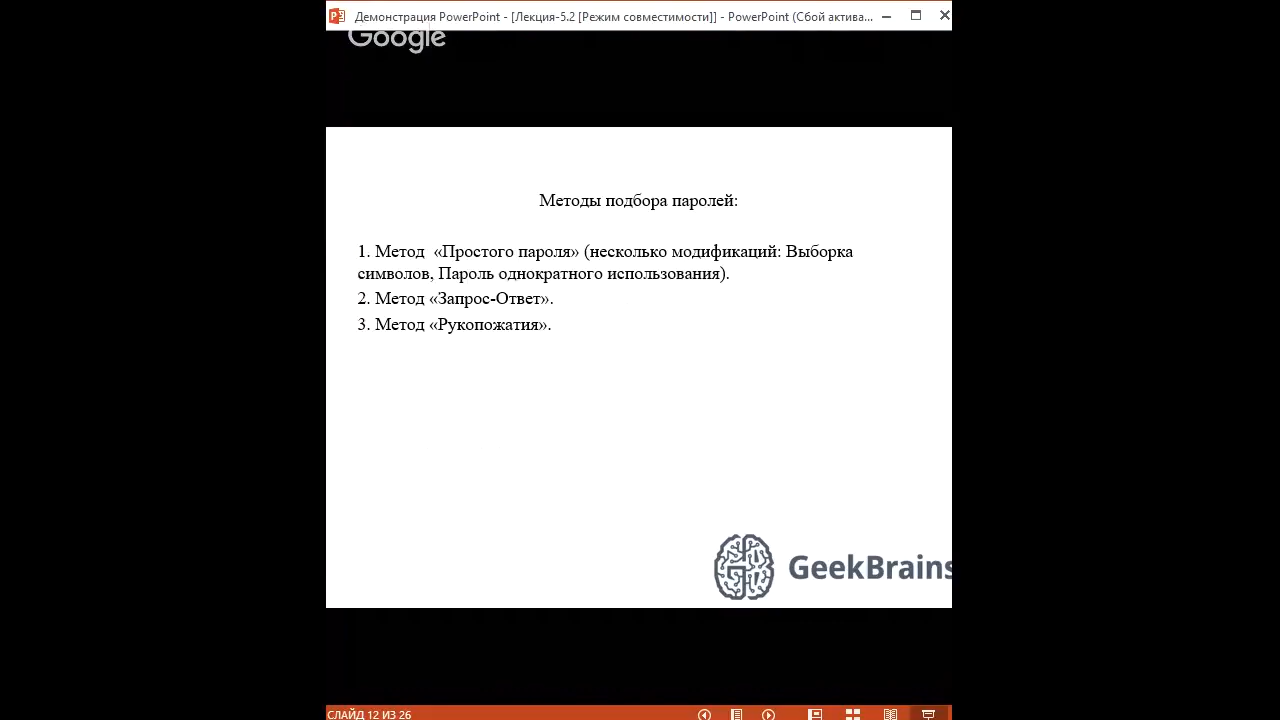 Демонстрация PowerPoint - [Лекция-5.2 [Режим совместимости]] - PowerPoint (Сбой актива...
Google
Методы подбора паролей:
1. Метод «Простого пароля» (несколько модификаций: Выборка
символов, Пароль однократного использования).
2. Метод «Запрос-Ответ».
3. Метод «Рукопожатия».
GeekBrains
СЛАЙД 12 ИЗ 26